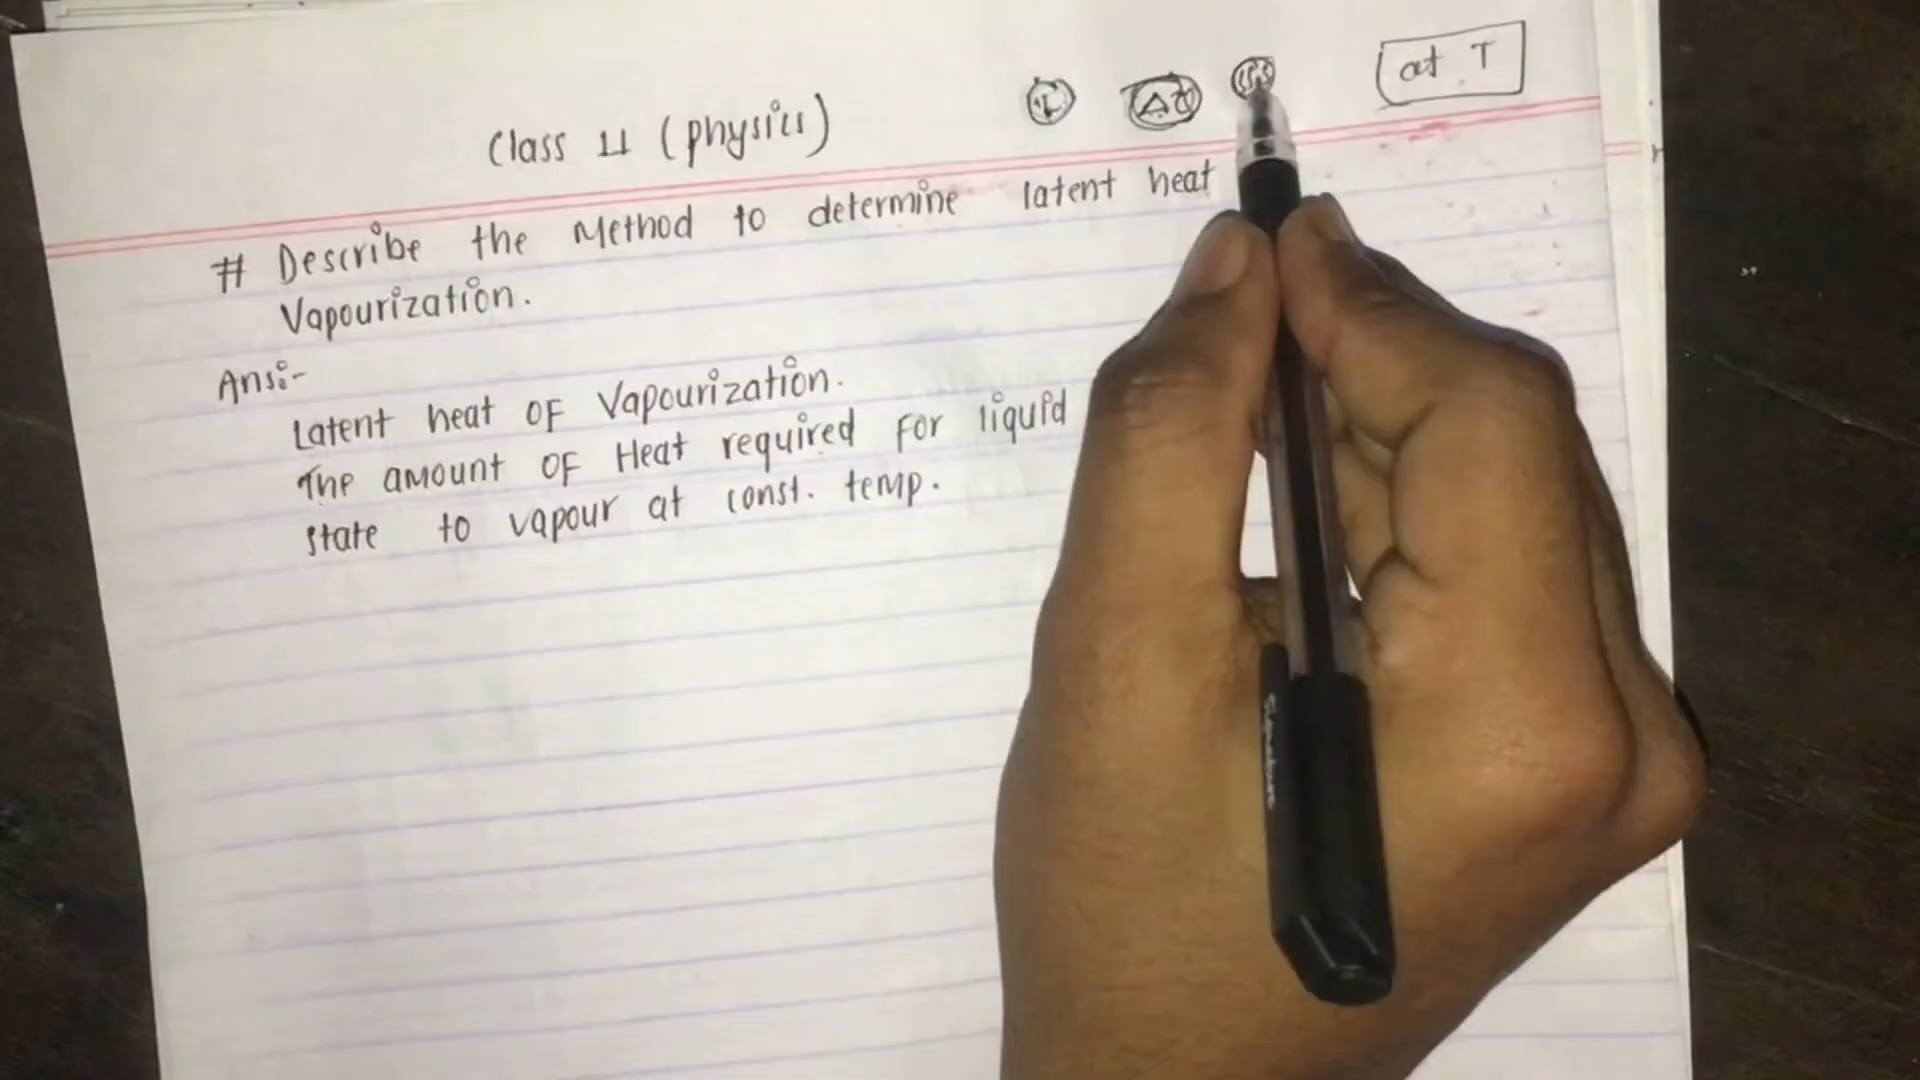 at T
L ΔQ
Class 11 (physics)
# Describe the Method to determine latent heat
Vapourization.
Ans:-
Latent heat OF Vapourization.
The amount OF Heat required For liquid
state to vapour at const. temp.